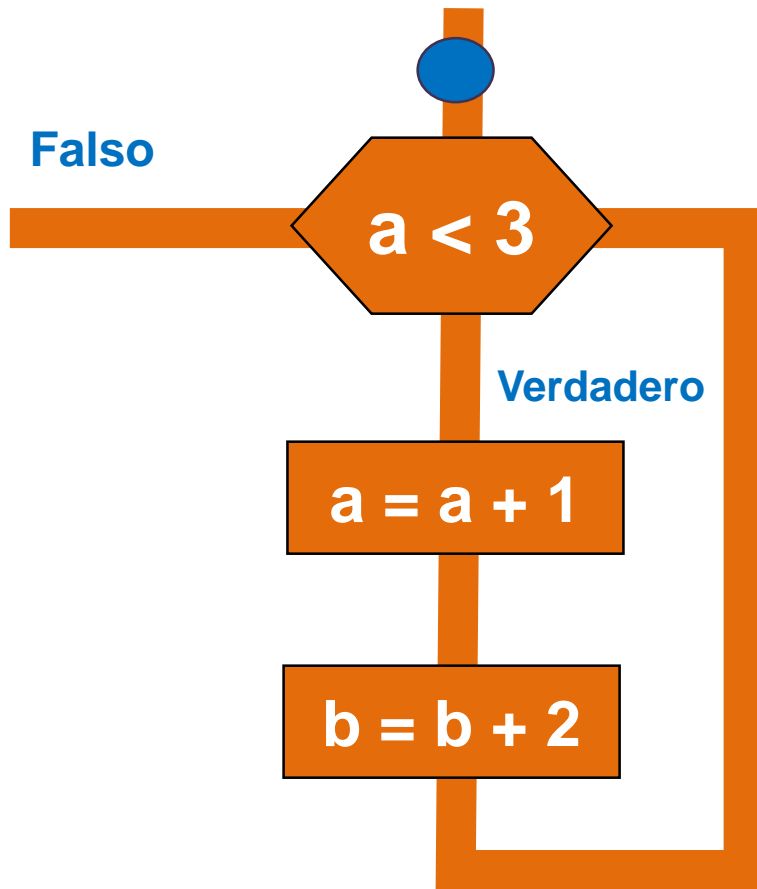 Falso
a < 3
Verdadero
a = a + 1
b = b + 2